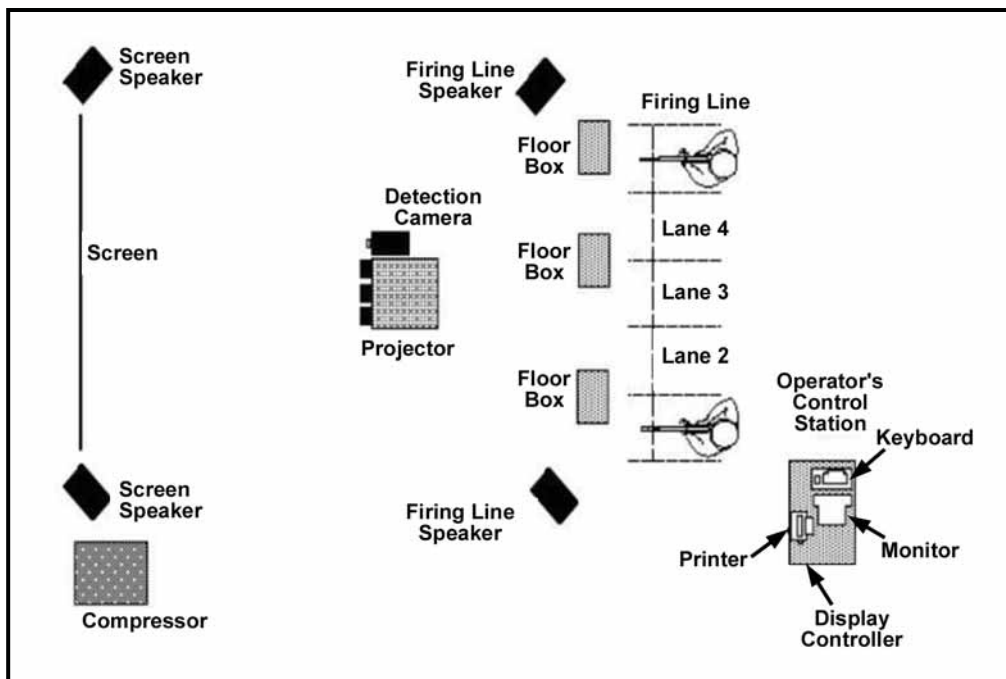 Screen
Speaker
Firing Line
Speaker
Firing Line
Floor
Box
Detection
Camera
Screen
Lane 4
Floor
Box
Lane 3
Projector
Lane 2
Floor
Box
Operator's
Control
Station
Keyboard
Screen
Speaker
Firing Line
Speaker
Printer
Monitor
Compressor
Display
Controller